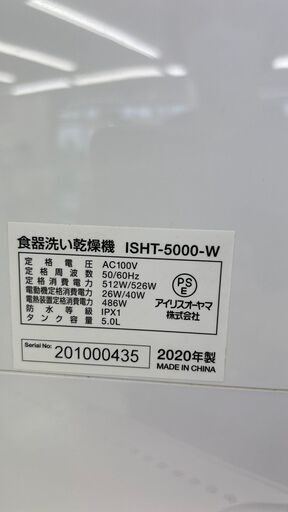 食器洗い乾燥機 ISHT-5000-W
定格電圧 AC100V
定格周波数 50/60Hz
定格消費電力 512W/526W
電動機定格消費電力 26W/40W
電熱装置定格消費電力 486W
防水等級 IPX1
タンク容量 5.0L
PS
E
アイリスオーヤマ
株式会社
Serial No: 201000435
2020年製
MADE IN CHINA